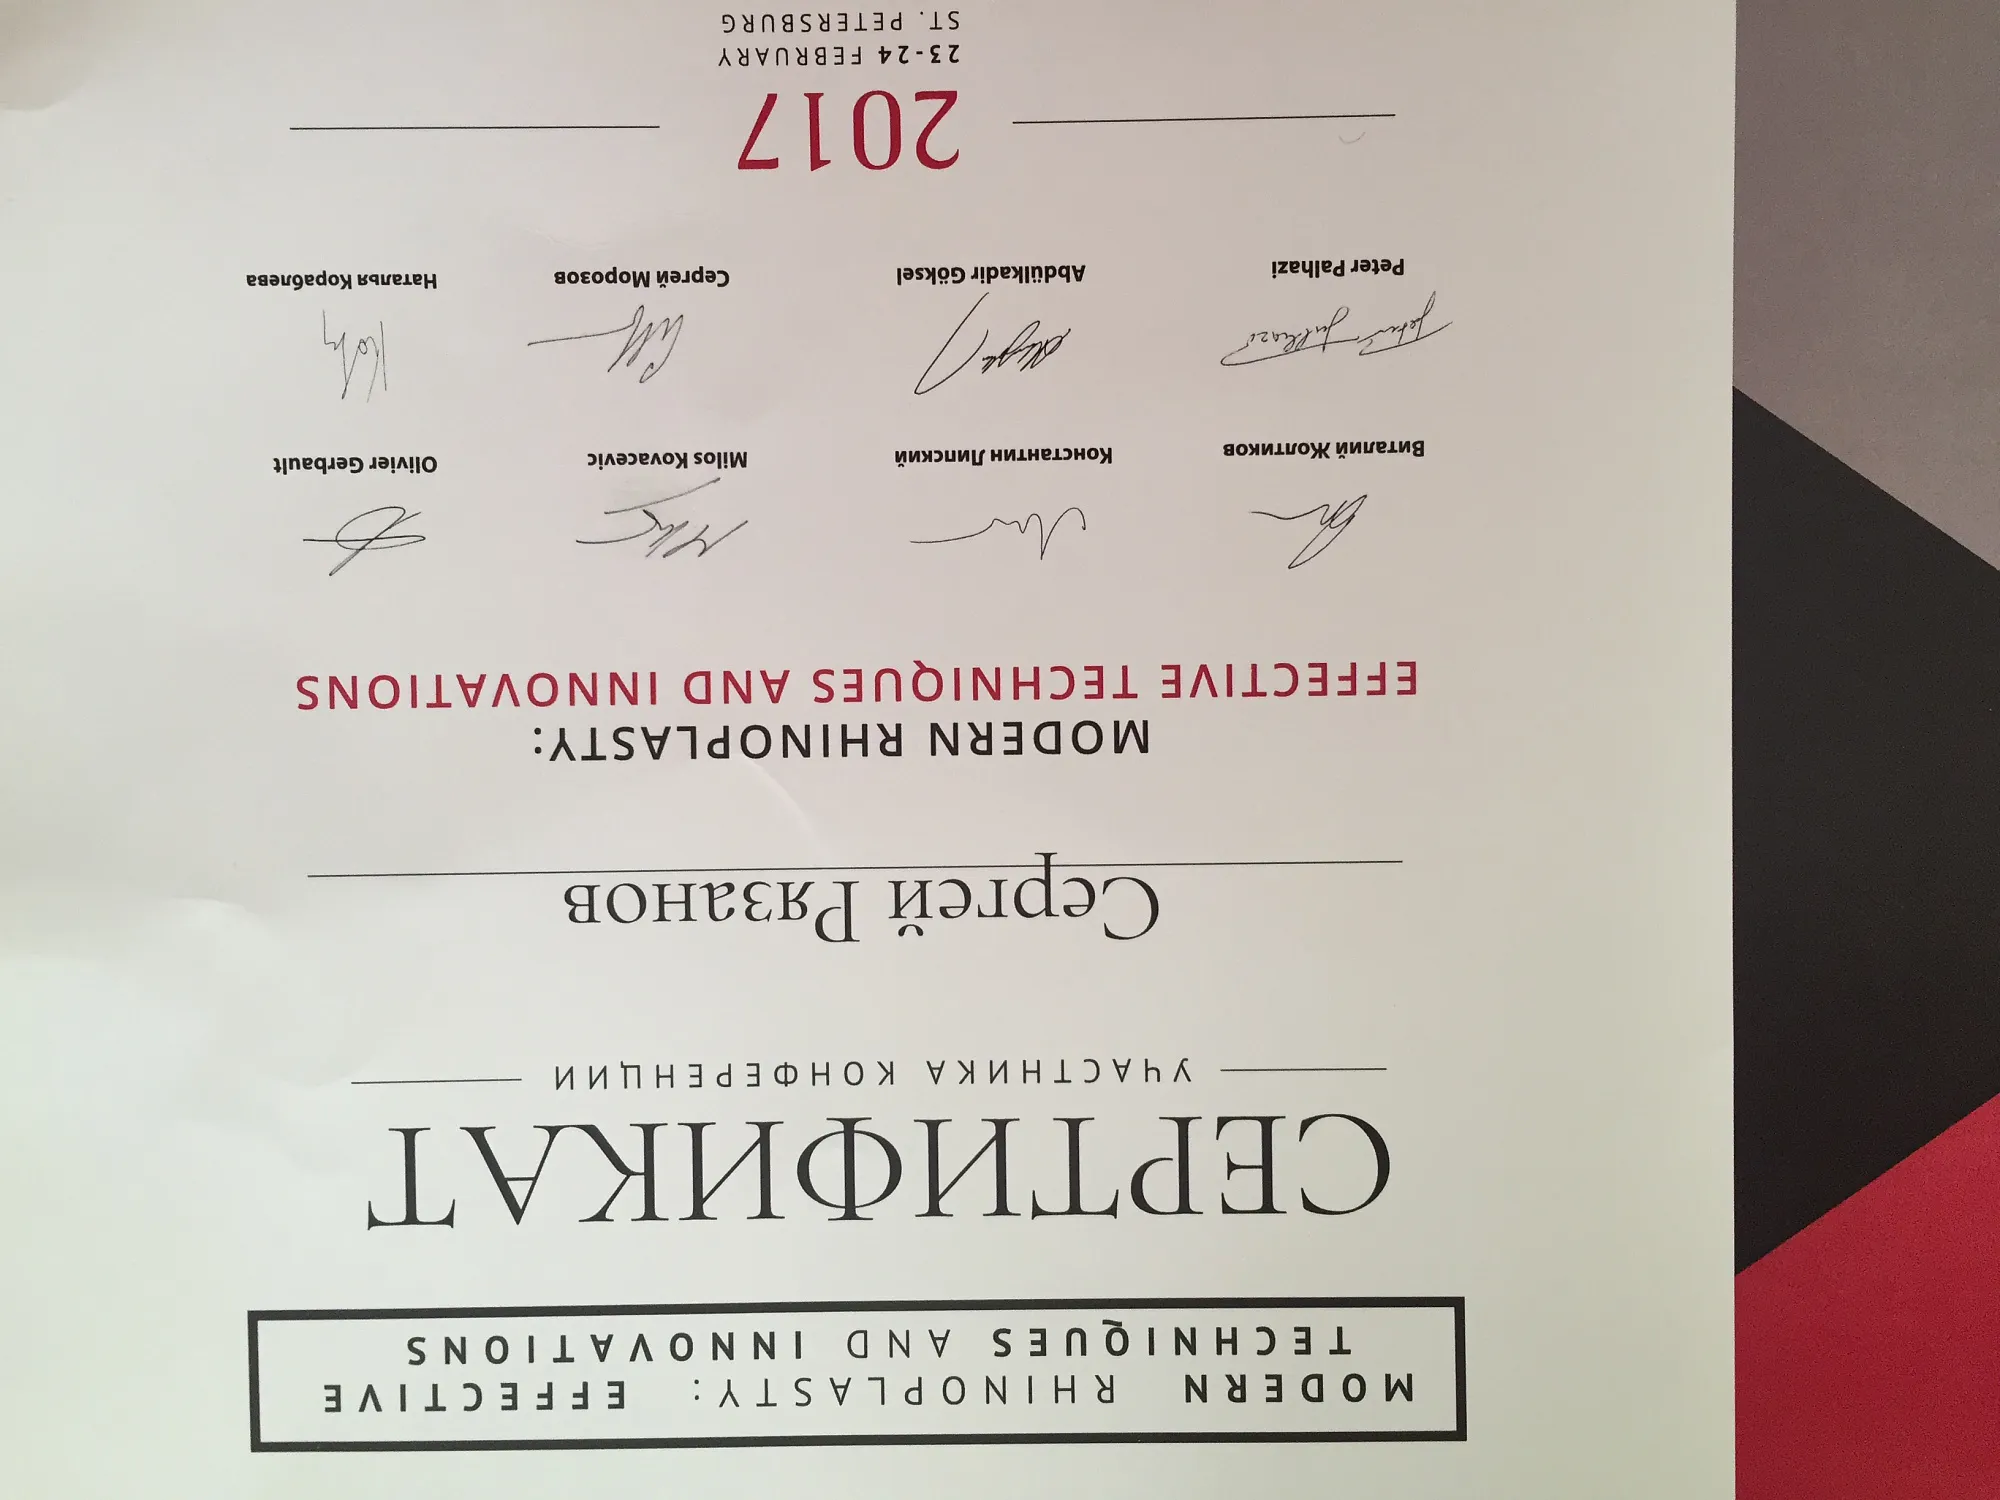 MODERN RHINOPLASTY: EFFECTIVE
TECHNIQUES AND INNOVATIONS
СЕРТИФИКАТ
УЧАСТНИКА КОНФЕРЕНЦИИ
Сергей Рязанов
MODERN RHINOPLASTY:
EFFECTIVE TECHNIQUES AND INNOVATIONS
Виталий Жолтиков Константин Липский Milos Kovacevic Olivier Gerbault
Peter Palhazi Abdülkadir Göksel Сергей Морозов Наталья Кораблева
2017
23-24 FEBRUARY
ST. PETERSBURG